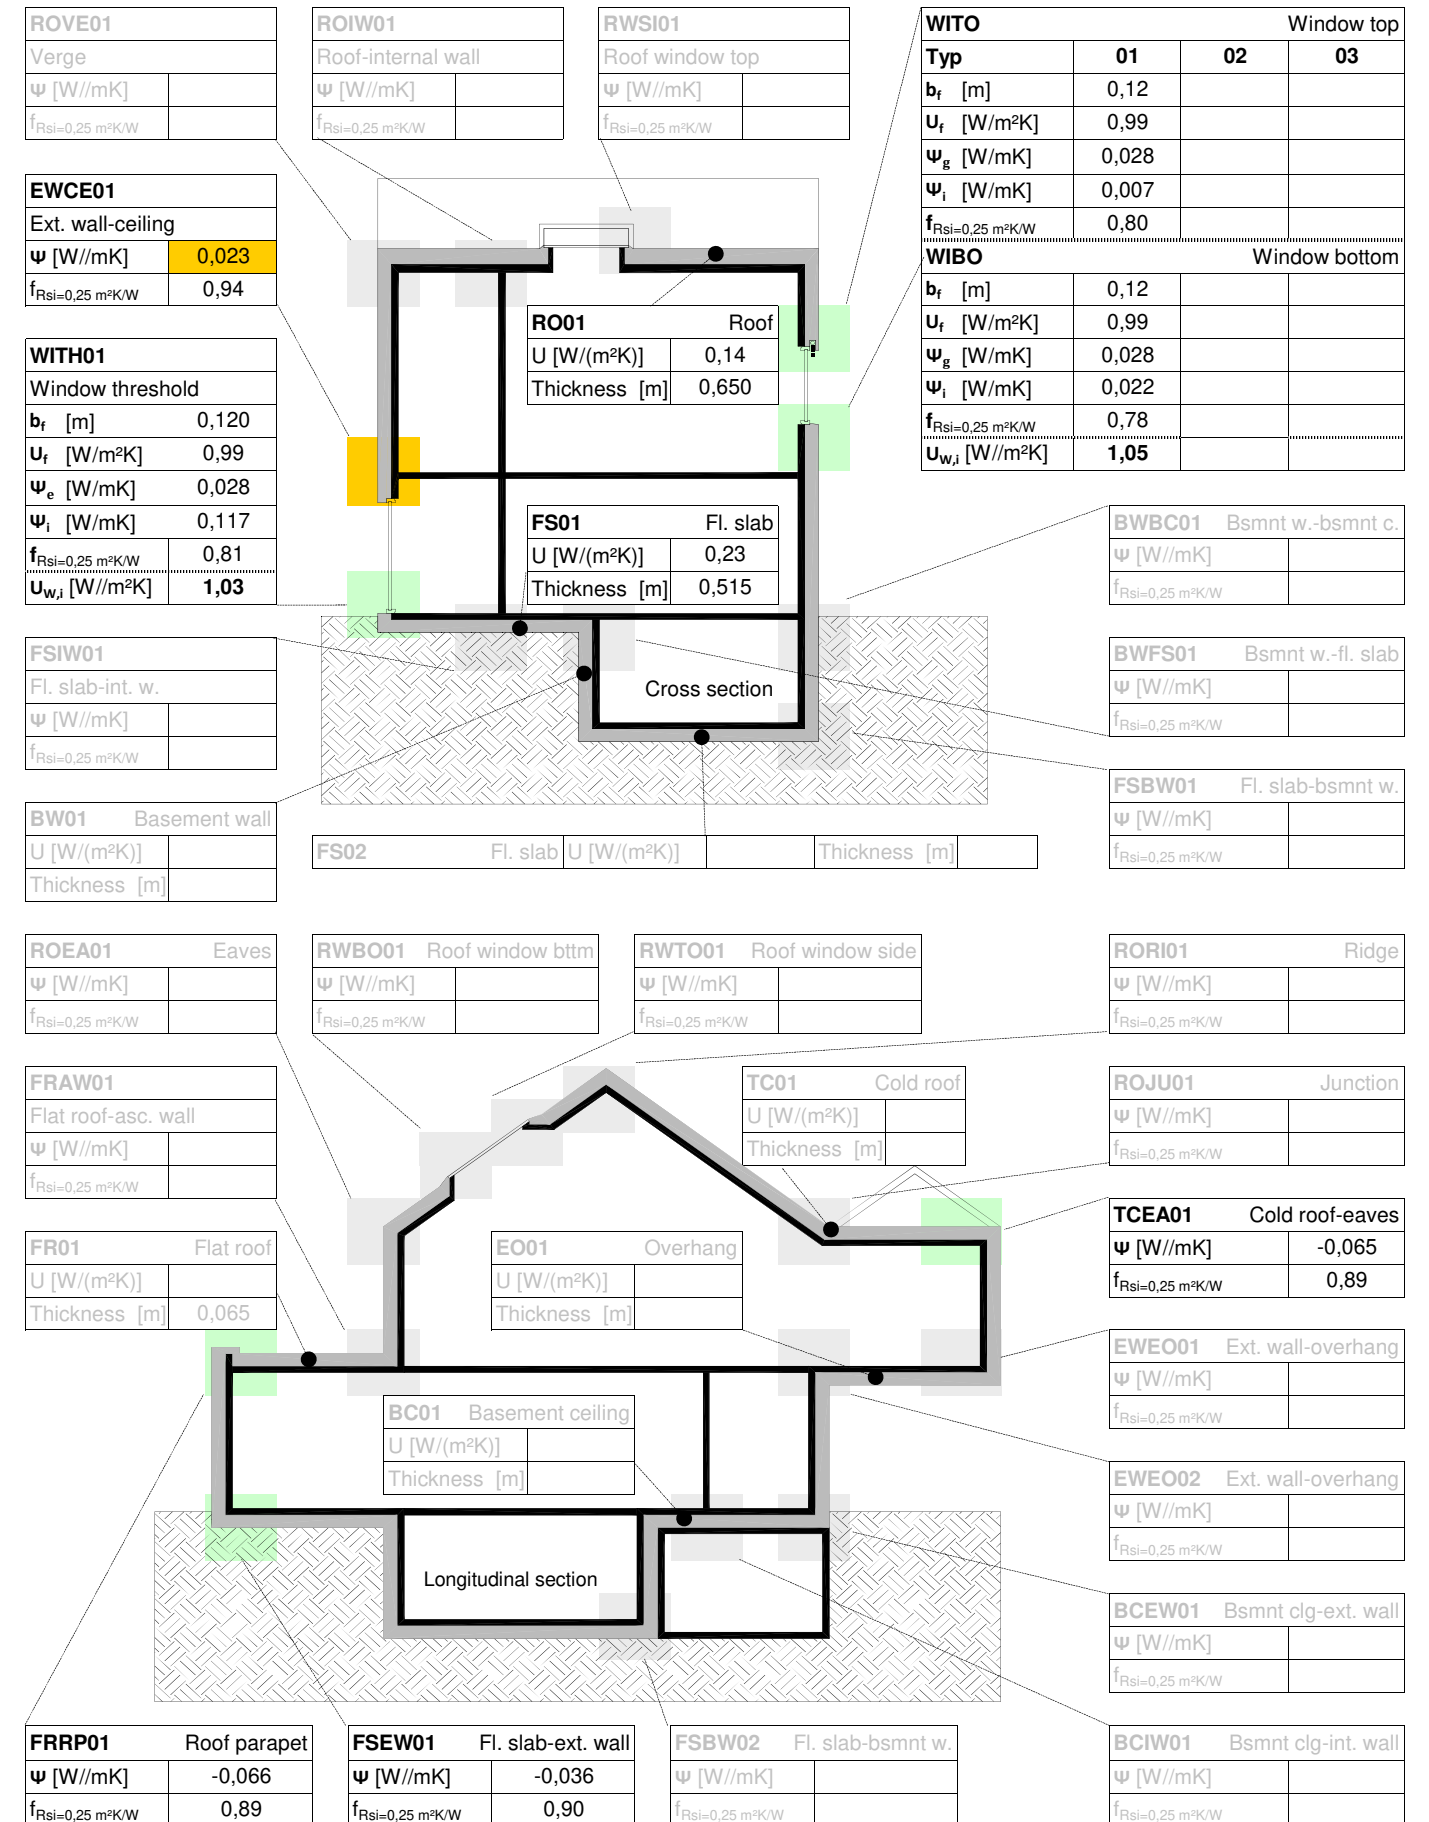 ROVE01
Verge
Ψ [W//mK]
fRsi=0,25 m²K/W
ROIW01
Roof-internal wall
Ψ [W//mK]
fRsi=0,25 m²K/W
RWSI01
Roof window top
Ψ [W//mK]
fRsi=0,25 m²K/W
WITO Window top
Typ 01 02 03
bf [m] 0,12
Uf [W/m²K] 0,99
Ψg [W/mK] 0,028
Ψi [W/mK] 0,007
fRsi=0,25 m²K/W 0,80
WIBO Window bottom
bf [m] 0,12
Uf [W/m²K] 0,99
Ψg [W/mK] 0,028
Ψi [W/mK] 0,022
fRsi=0,25 m²K/W 0,78
UW,i [W//m²K] 1,05
EWCE01
Ext. wall-ceiling
Ψ [W//mK] 0,023
fRsi=0,25 m²K/W 0,94
WITH01
Window threshold
bf [m] 0,120
Uf [W/m²K] 0,99
Ψe [W/mK] 0,028
Ψi [W/mK] 0,117
fRsi=0,25 m²K/W 0,81
UW,i [W//m²K] 1,03
RO01 Roof
U [W/(m²K)] 0,14
Thickness [m] 0,650
FS01 Fl. slab
U [W/(m²K)] 0,23
Thickness [m] 0,515
BWBC01 Bsmnt w.-bsmnt c.
Ψ [W//mK]
fRsi=0,25 m²K/W
FSIW01
Fl. slab-int. w.
Ψ [W//mK]
fRsi=0,25 m²K/W
Cross section
BWFS01 Bsmnt w.-fl. slab
Ψ [W//mK]
fRsi=0,25 m²K/W
FSBW01 Fl. slab-bsmnt w.
Ψ [W//mK]
fRsi=0,25 m²K/W
BW01 Basement wall
U [W/(m²K)]
Thickness [m]
FS02 Fl. slab U [W/(m²K)] Thickness [m]
ROEA01 Eaves
Ψ [W//mK]
fRsi=0,25 m²K/W
RWBO01 Roof window bttm
Ψ [W//mK]
fRsi=0,25 m²K/W
RWTO01 Roof window side
Ψ [W//mK]
fRsi=0,25 m²K/W
RORI01 Ridge
Ψ [W//mK]
fRsi=0,25 m²K/W
FRAW01
Flat roof-asc. wall
Ψ [W//mK]
fRsi=0,25 m²K/W
TC01 Cold roof
U [W/(m²K)]
Thickness [m]
ROJU01 Junction
Ψ [W//mK]
fRsi=0,25 m²K/W
TCEA01 Cold roof-eaves
Ψ [W//mK] -0,065
fRsi=0,25 m²K/W 0,89
FR01 Flat roof
U [W/(m²K)]
Thickness [m] 0,065
EO01 Overhang
U [W/(m²K)]
Thickness [m]
EWEO01 Ext. wall-overhang
Ψ [W//mK]
fRsi=0,25 m²K/W
BC01 Basement ceiling
U [W/(m²K)]
Thickness [m]
EWEO02 Ext. wall-overhang
Ψ [W//mK]
fRsi=0,25 m²K/W
Longitudinal section
BCEW01 Bsmnt clg-ext. wall
Ψ [W//mK]
fRsi=0,25 m²K/W
FRRP01 Roof parapet
Ψ [W//mK] -0,066
fRsi=0,25 m²K/W 0,89
FSEW01 Fl. slab-ext. wall
Ψ [W//mK] -0,036
fRsi=0,25 m²K/W 0,90
FSBW02 Fl. slab-bsmnt w.
Ψ [W//mK]
fRsi=0,25 m²K/W
BCIW01 Bsmnt clg-int. wall
Ψ [W//mK]
fRsi=0,25 m²K/W